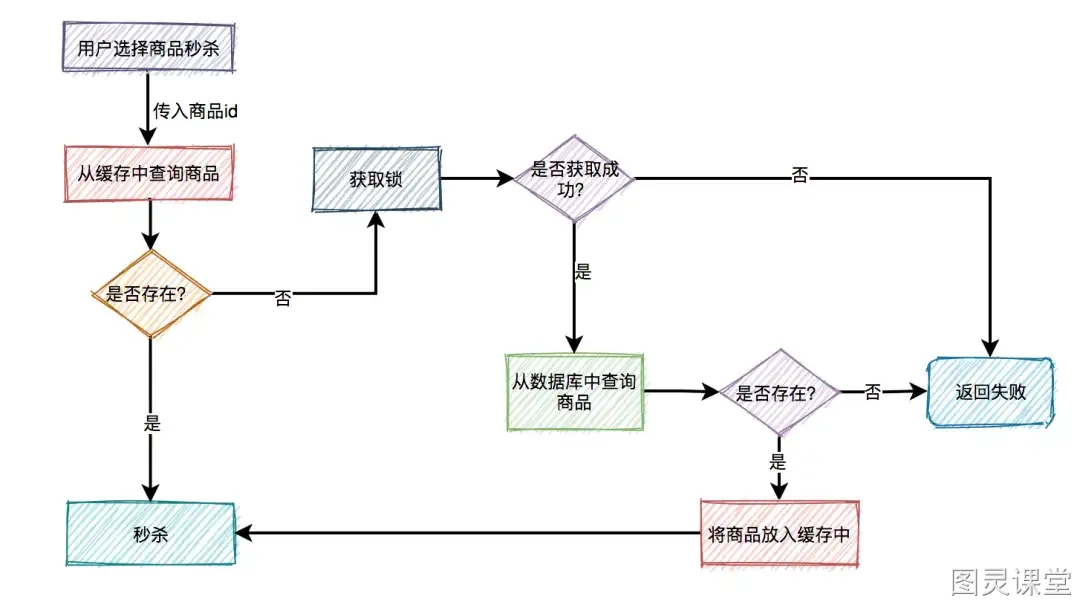 用户选择商品秒杀
传入商品id
从缓存中查询商品
是否存在?
否
是
秒杀
获取锁
是否获取成
功?
否
是
从数据库中查询
商品
是否存在?
否
返回失败
是
将商品放入缓存中
图灵课堂